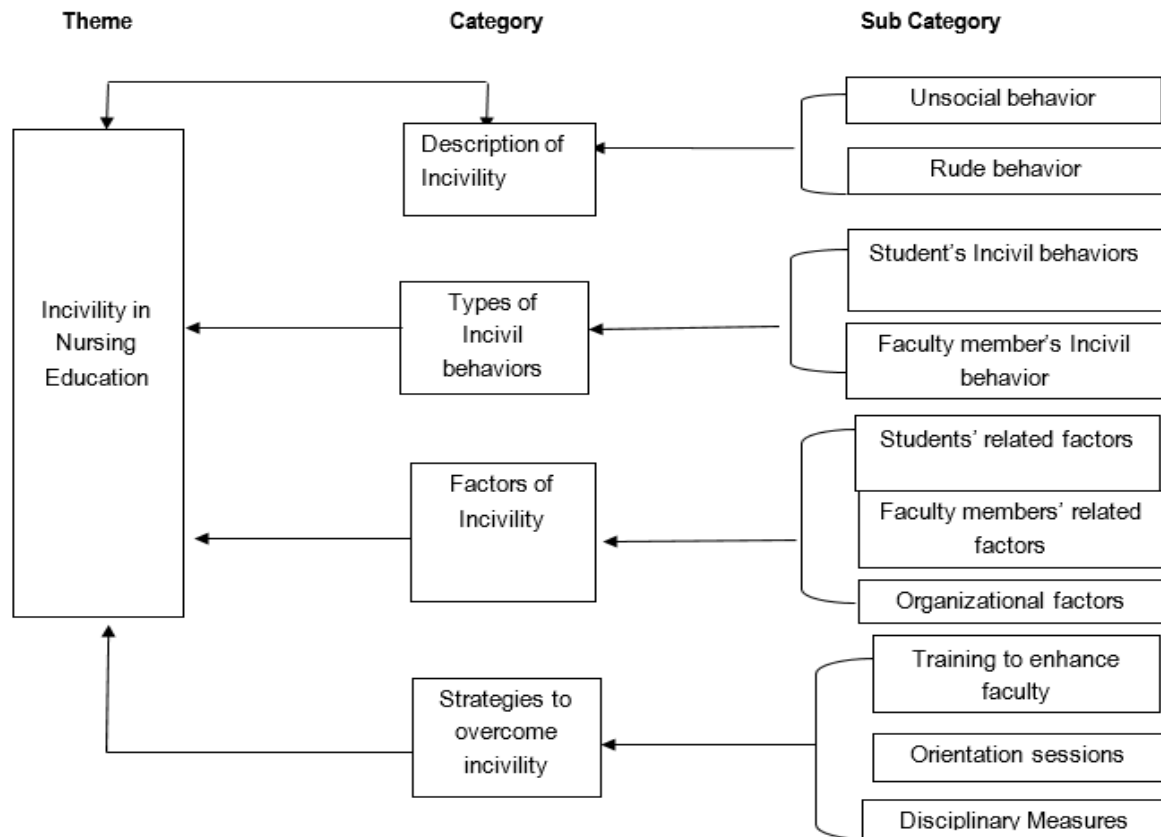 Theme
Category
Sub Category
Unsocial behavior
Description of
Incivility
Rude behavior
Student's Incivil behaviors
Incivility in
Nursing
Education
Types of
Incivil
behaviors
Faculty member's Incivil
behavior
Students' related factors
Factors of
Incivility
Faculty members' related
factors
Organizational factors
Training to enhance
faculty
Strategies to
overcome
incivility
Orientation sessions
Disciplinary Measures